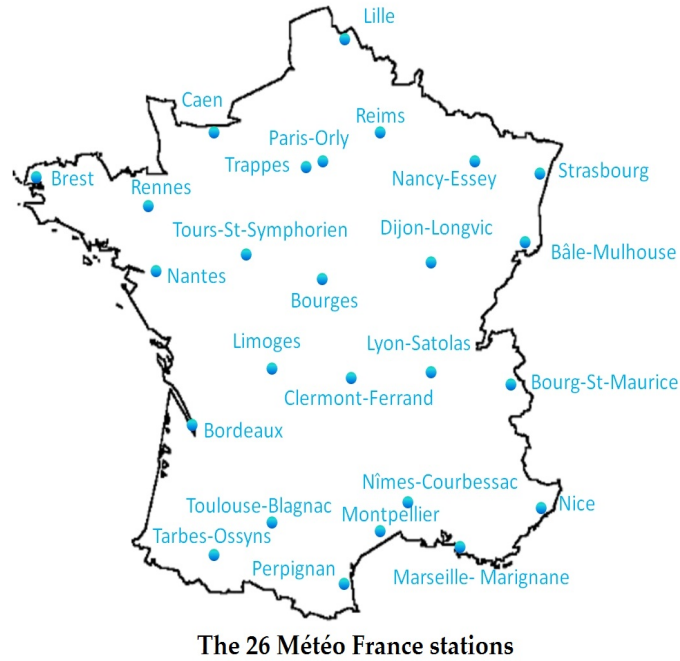 Lille
Caen
Reims
Paris-Orly
Trappes
Nancy-Essey
Strasbourg
Brest
Rennes
Tours-St-Symphorien
Dijon-Longvic
Bâle-Mulhouse
Nantes
Bourges
Limoges
Lyon-Satolas
Clermont-Ferrand
Bourg-St-Maurice
Bordeaux
Nîmes-Courbessac
Toulouse-Blagnac
Montpellier
Nice
Tarbes-Ossyns
Perpignan
Marseille- Marignane
The 26 Météo France stations